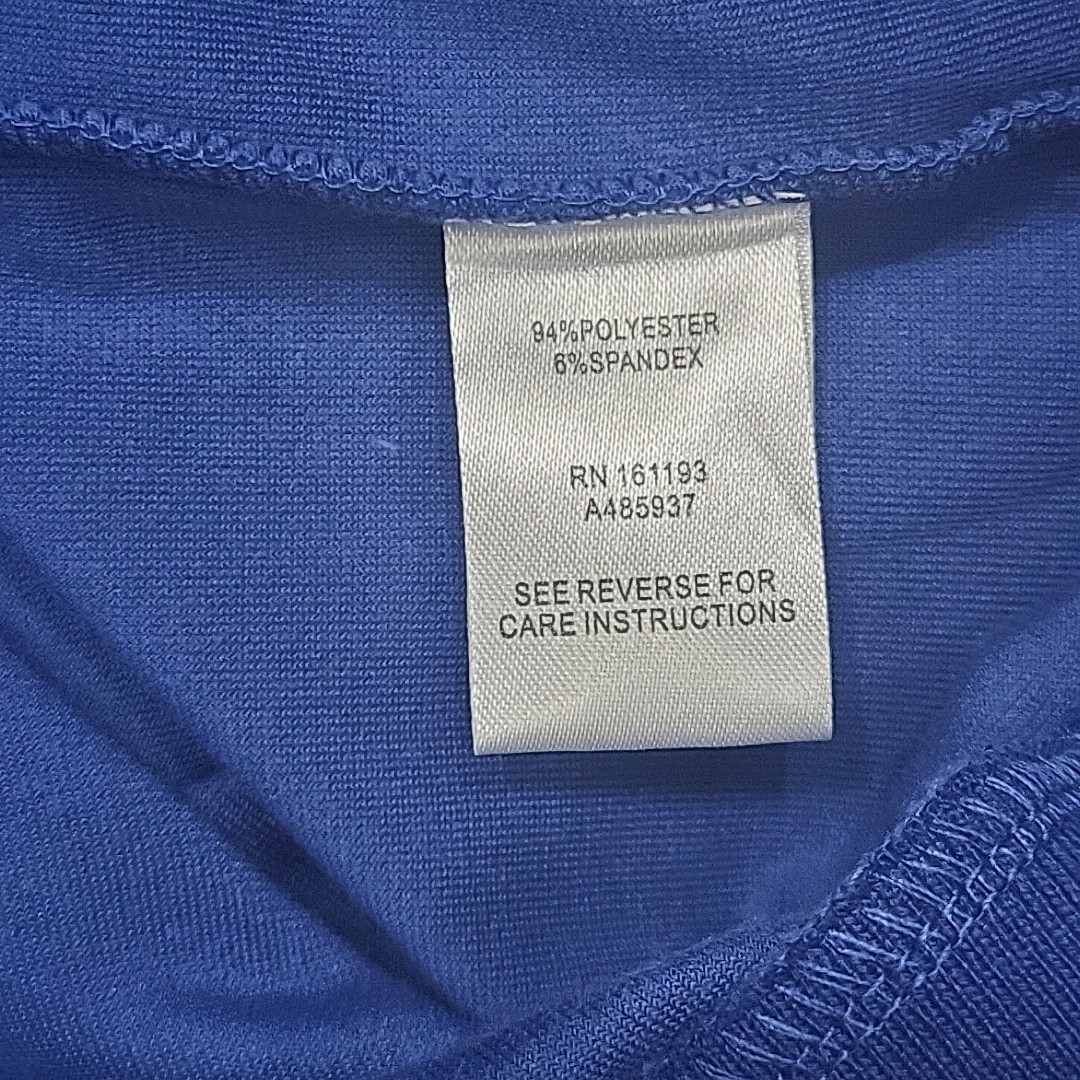 94%POLYESTER
6%SPANDEX
RN 161193
A485937
SEE REVERSE FOR
CARE INSTRUCTIONS